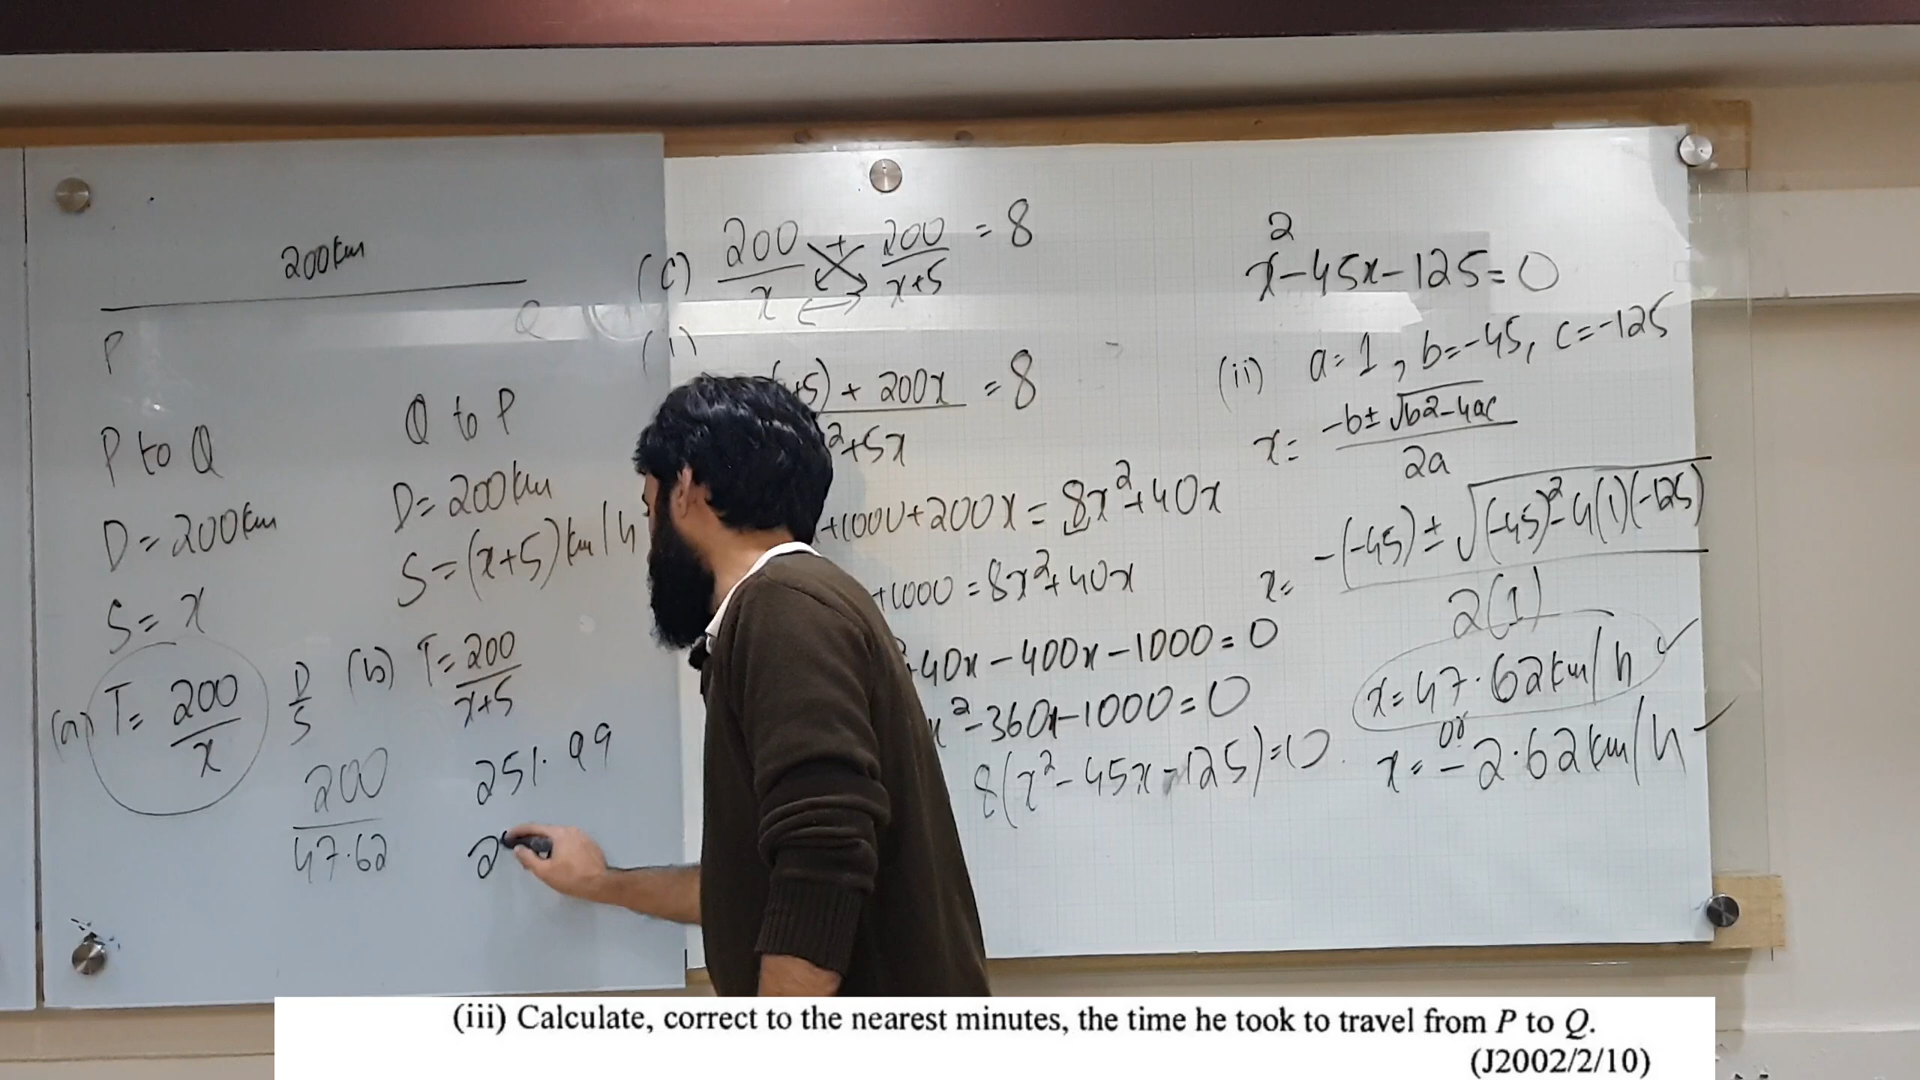 200km
P Q
P to Q
D = 200km
S = x
(a) T = 200/x
D/S
200/47.62
Q to P
D = 200km
S = (x+5) km/h
(b) T = 200/x+5
251.99
2
(C) 200/x + 200/x+5 = 8
(i)
+5) + 200x = 8
²+5x
+1000+200x = 8x²+40x
+1000 = 8x²+40x
40x - 400x - 1000 = 0
x² - 360x - 1000 = 0
8(x² - 45x - 125) = 0
x² - 45x - 125 = 0
(ii) a = 1, b = -45, c = -125
x = -b ± √b2-4ac / 2a
x = -(-45) ± √(-45)² - 4(1)(-125) / 2(1)
x = 47.62 km/h ✓
or
x = -2.62 km/h
(iii) Calculate, correct to the nearest minutes, the time he took to travel from P to Q.
(J2002/2/10)